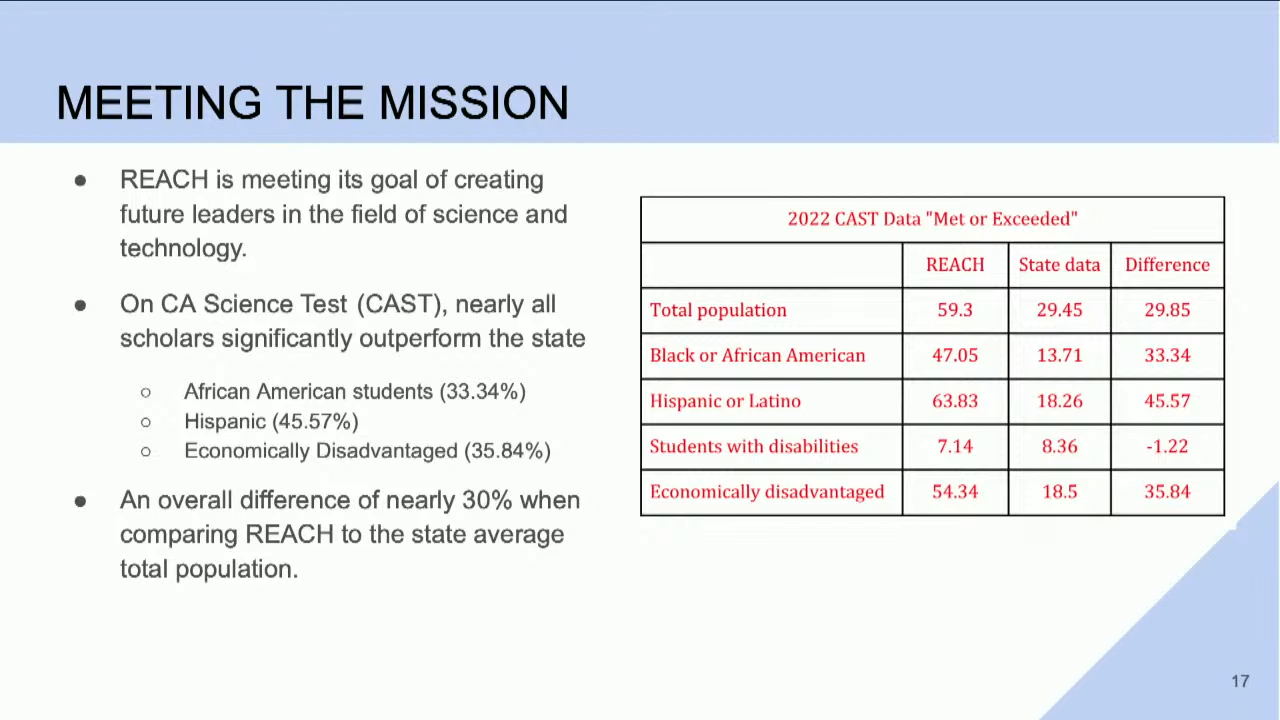 MEETING THE MISSION
● REACH is meeting its goal of creating
future leaders in the field of science and
technology.
● On CA Science Test (CAST), nearly all
scholars significantly outperform the state
○ African American students (33.34%)
○ Hispanic (45.57%)
○ Economically Disadvantaged (35.84%)
● An overall difference of nearly 30% when
comparing REACH to the state average
total population.
2022 CAST Data "Met or Exceeded"
REACH State data Difference
Total population 59.3 29.45 29.85
Black or African American 47.05 13.71 33.34
Hispanic or Latino 63.83 18.26 45.57
Students with disabilities 7.14 8.36 -1.22
Economically disadvantaged 54.34 18.5 35.84
17